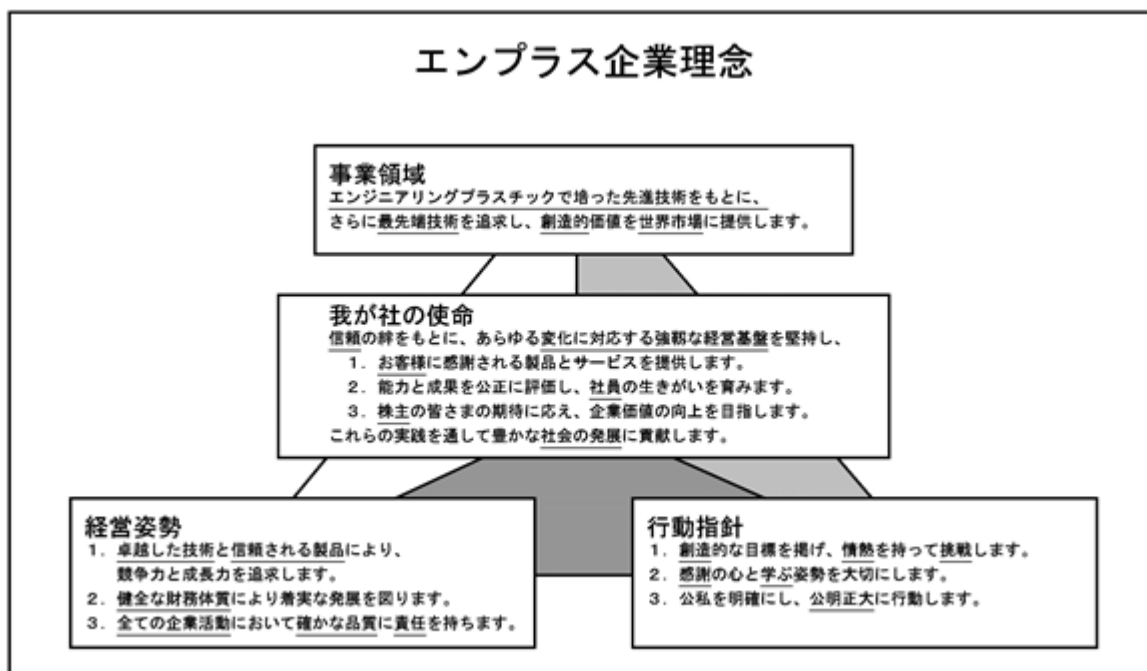 エンプラス企業理念
事業領域
エンジニアリングプラスチックで培った先進技術をもとに、
さらに最先端技術を追求し、創造的価値を世界市場に提供します。
我が社の使命
信頼の絆をもとに、あらゆる変化に対応する強靭な経営基盤を堅持し、
1．お客様に感謝される製品とサービスを提供します。
2．能力と成果を公正に評価し、社員の生きがいを育みます。
3．株主の皆さまの期待に応え、企業価値の向上を目指します。
これらの実践を通して豊かな社会の発展に貢献します。
経営姿勢
1．卓越した技術と信頼される製品により、
競争力と成長力を追求します。
2．健全な財務体質により着実な発展を図ります。
3．全ての企業活動において確かな品質に責任を持ちます。
行動指針
1．創造的な目標を掲げ、情熱を持って挑戦します。
2．感謝の心と学ぶ姿勢を大切にします。
3．公私を明確にし、公明正大に行動します。